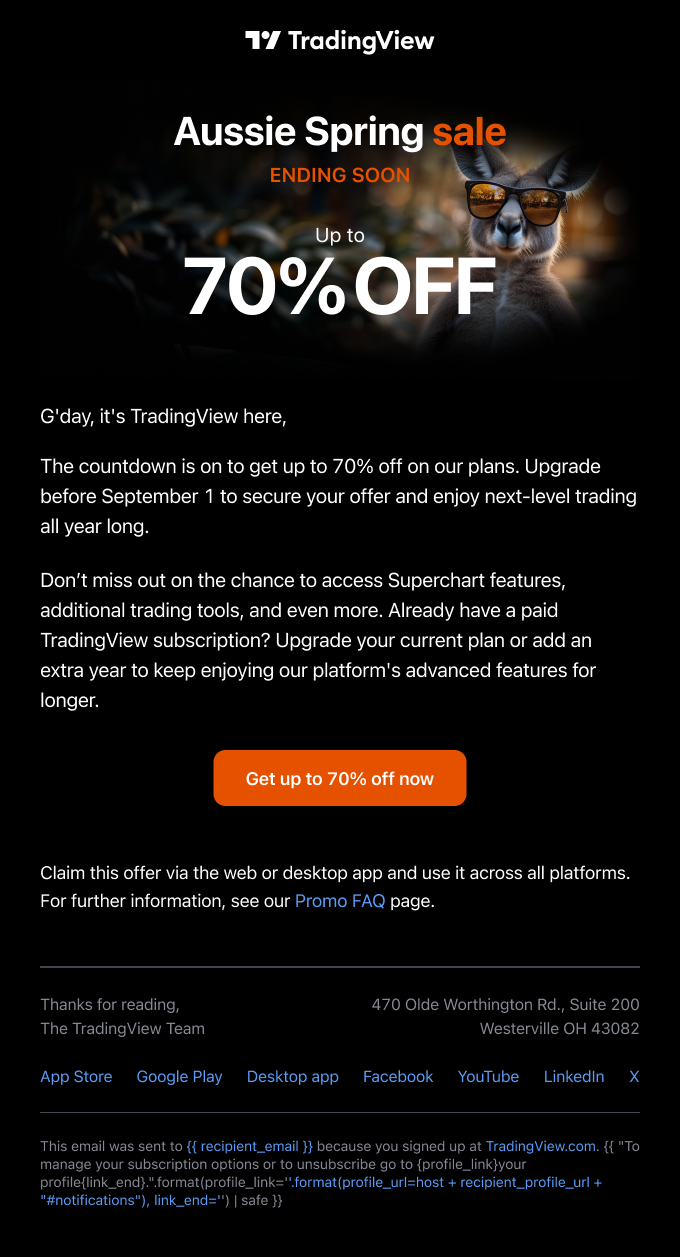 TradingView
Aussie Spring sale
ENDING SOON
Up to
70% OFF
G'day, it's TradingView here,
The countdown is on to get up to 70% off on our plans. Upgrade
before September 1 to secure your offer and enjoy next-level trading
all year long.
Don’t miss out on the chance to access Superchart features,
additional trading tools, and even more. Already have a paid
TradingView subscription? Upgrade your current plan or add an
extra year to keep enjoying our platform's advanced features for
longer.
Get up to 70% off now
Claim this offer via the web or desktop app and use it across all platforms.
For further information, see our Promo FAQ page.
Thanks for reading,
The TradingView Team
470 Olde Worthington Rd., Suite 200
Westerville OH 43082
App Store Google Play Desktop app Facebook YouTube LinkedIn X
This email was sent to {{ recipient_email }} because you signed up at TradingView.com. {{ "To
manage your subscription options or to unsubscribe go to {profile_link}your
profile{link_end}.".format(profile_link=''.format(profile_url=host + recipient_profile_url +
"#notifications"), link_end='') | safe }}